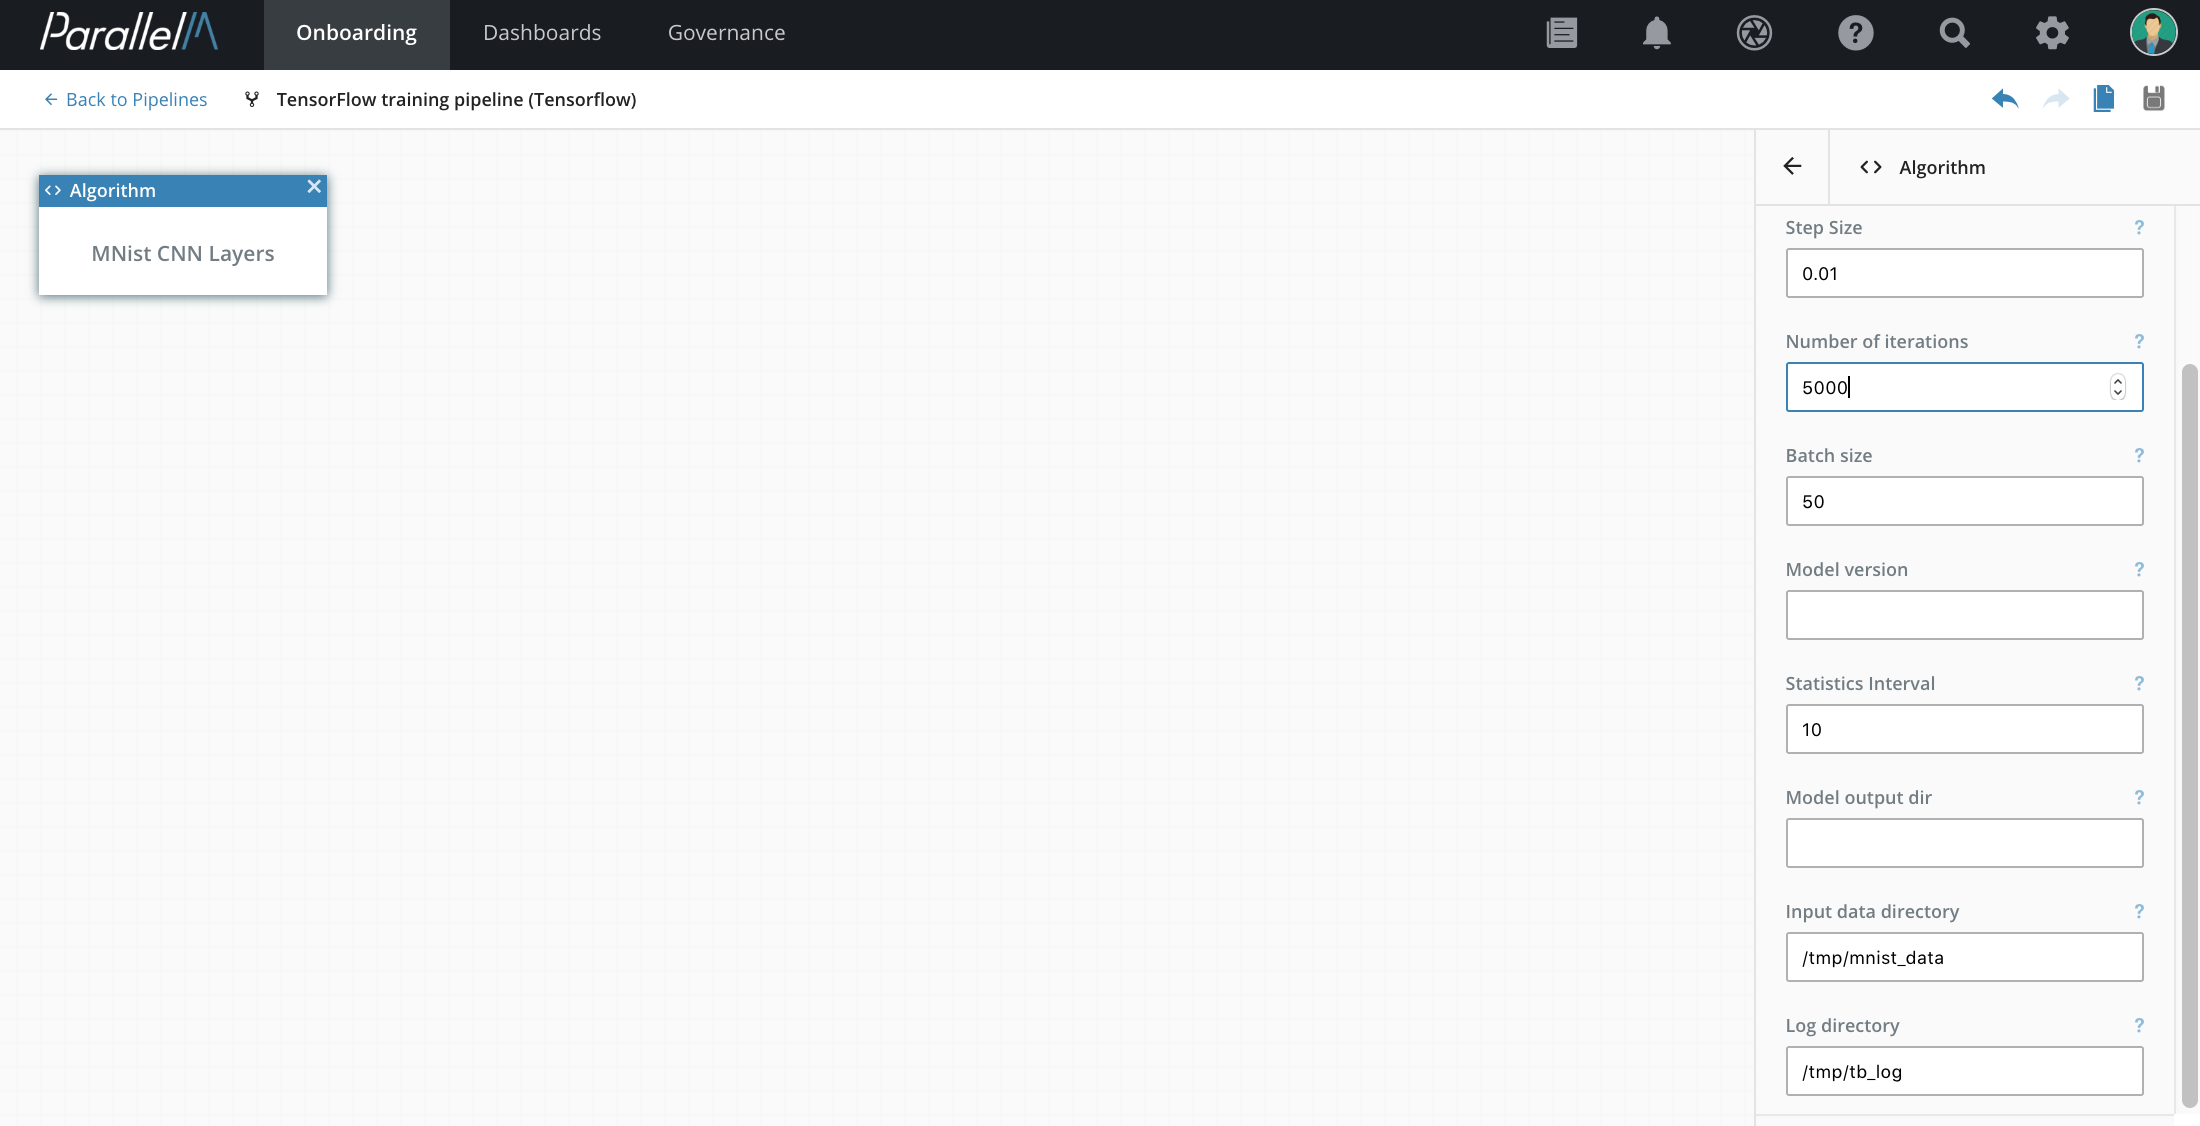 ParallelM
Onboarding
Dashboards
Governance
Back to Pipelines
TensorFlow training pipeline (Tensorflow)
Algorithm
MNist CNN Layers
Algorithm
Step Size ?
0.01
Number of iterations ?
5000
Batch size ?
50
Model version ?
Statistics Interval ?
10
Model output dir ?
Input data directory ?
/tmp/mnist_data
Log directory ?
/tmp/tb_log